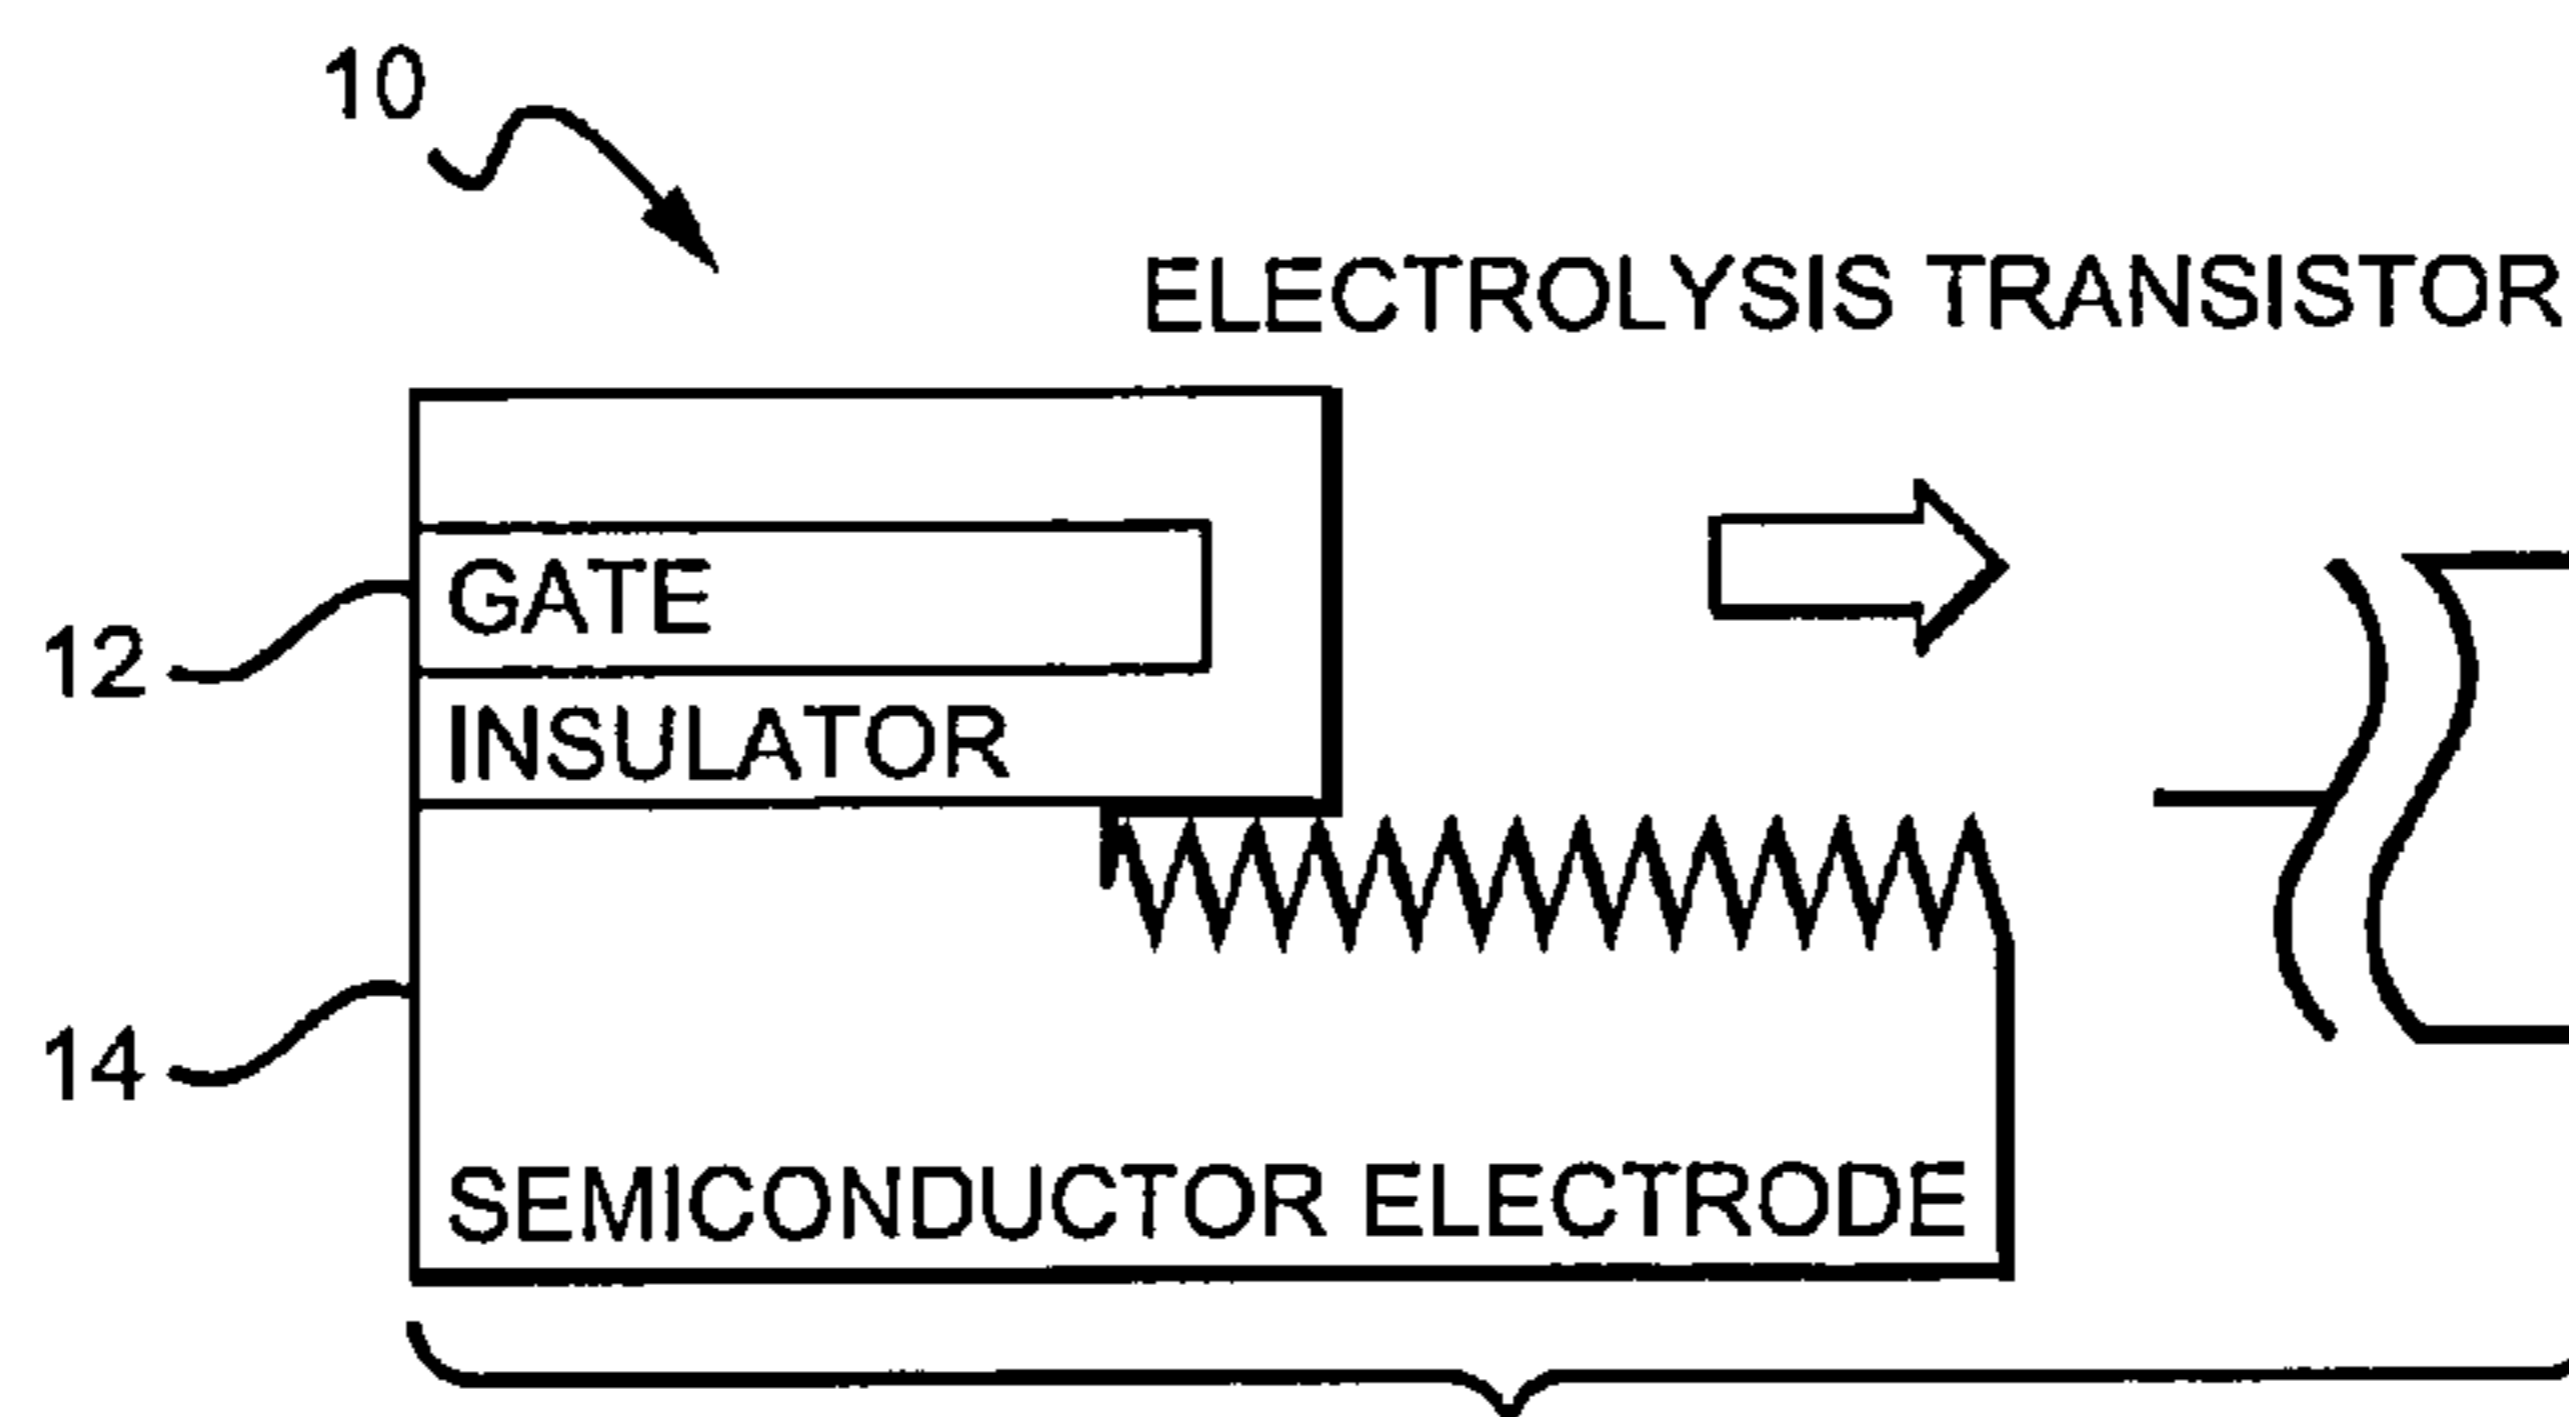 10
ELECTROLYSIS TRANSISTOR
GATE
12
INSULATOR
14
SEMICONDUCTOR ELECTRODE